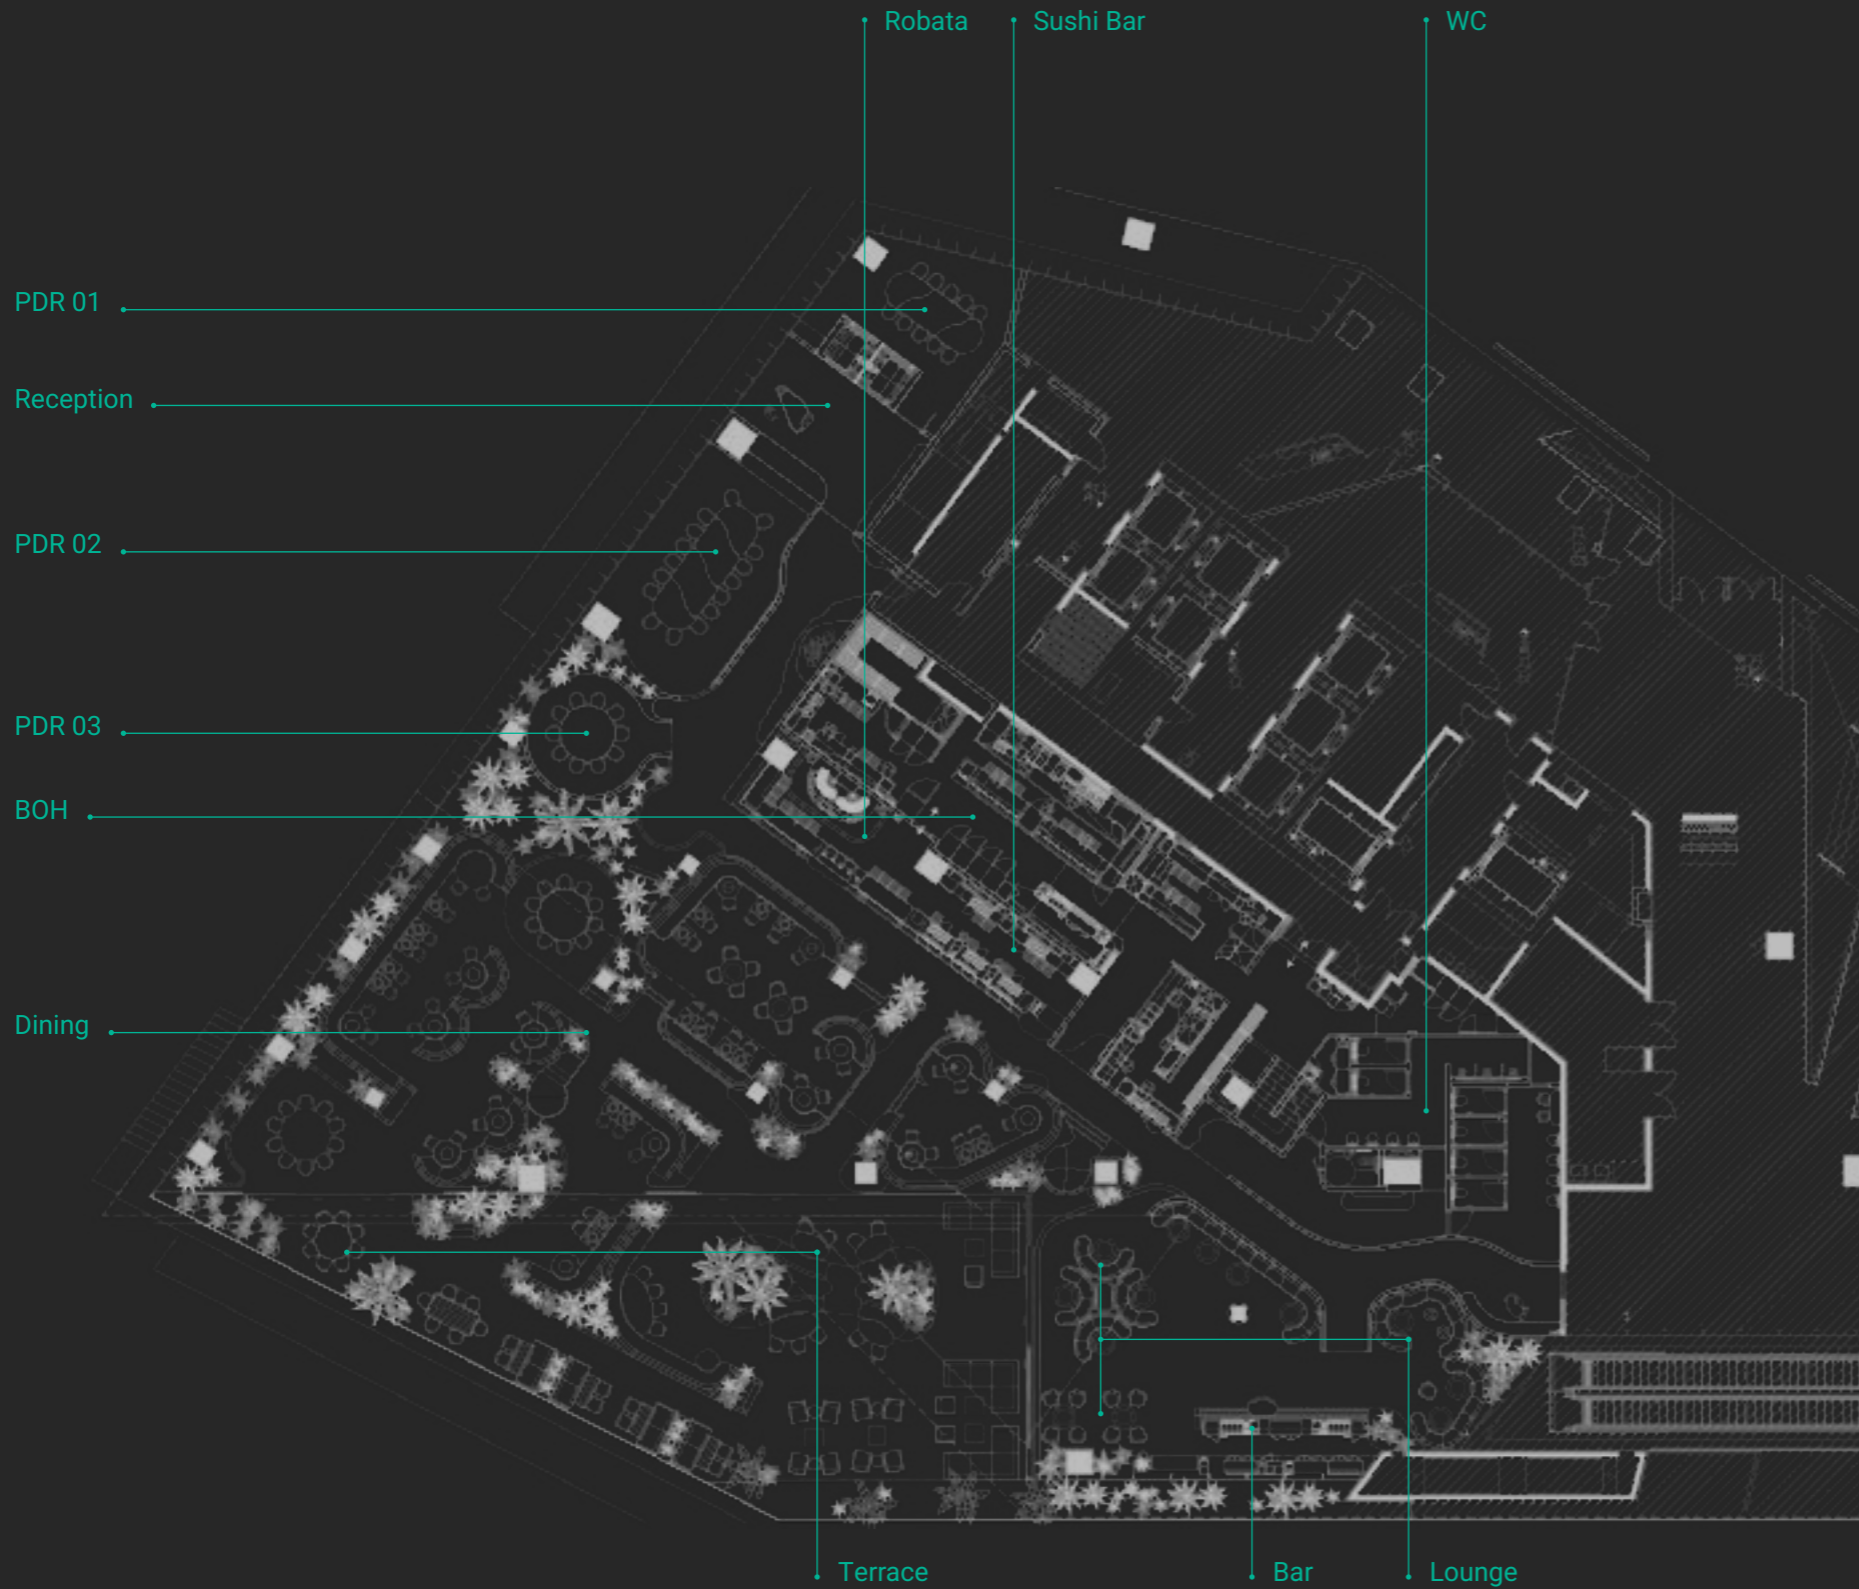 Robata
Sushi Bar
WC
PDR 01
Reception
PDR 02
PDR 03
BOH
Dining
Terrace
Bar
Lounge